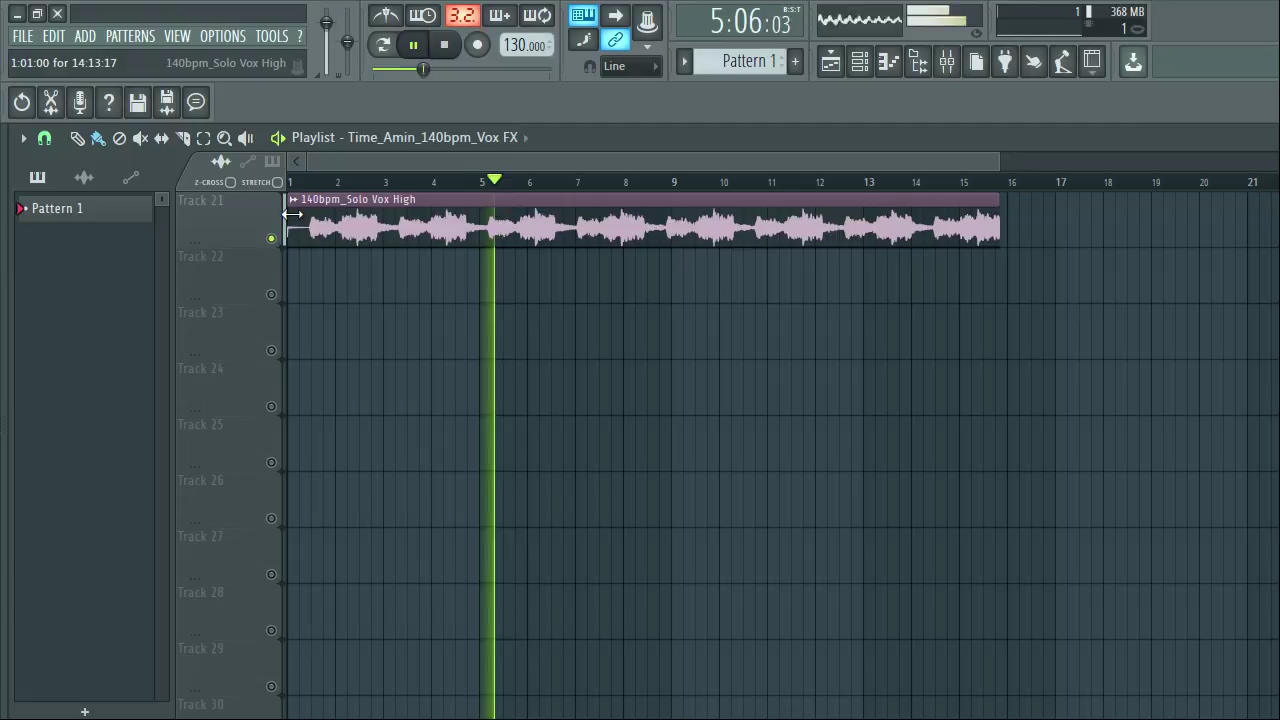 FILE EDIT ADD PATTERNS VIEW OPTIONS TOOLS ?
1:01:00 for 14:13:17 140bpm_Solo Vox High
3.2.
130.000
Line
5:06:03
B:S:T
Pattern 1
+
1 368 MB
1
?
Playlist - Time_Amin_140bpm_Vox FX
Z-CROSS STRETCH
1 2 3 4 5 6 7 8 9 10 11 12 13 14 15 16 17 18 19 20 21
Pattern 1
Track 21
140bpm_Solo Vox High
Track 22
Track 23
Track 24
Track 25
Track 26
Track 27
Track 28
Track 29
Track 30
+